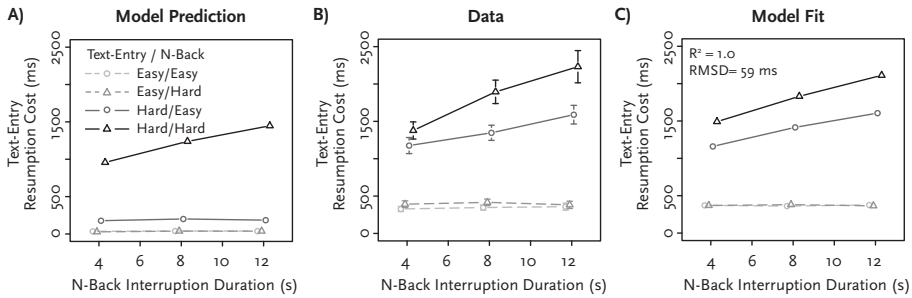 A) Model Prediction
Text-Entry
Resumption Cost (ms)
2500
1500
500
0
Text-Entry / N-Back
Easy/Easy
Easy/Hard
Hard/Easy
Hard/Hard
4 6 8 10 12
N-Back Interruption Duration (s)
B) Data
Text-Entry
Resumption Cost (ms)
2500
1500
500
0
4 6 8 10 12
N-Back Interruption Duration (s)
C) Model Fit
Text-Entry
Resumption Cost (ms)
2500
1500
500
0
R² = 1.0
RMSD= 59 ms
4 6 8 10 12
N-Back Interruption Duration (s)